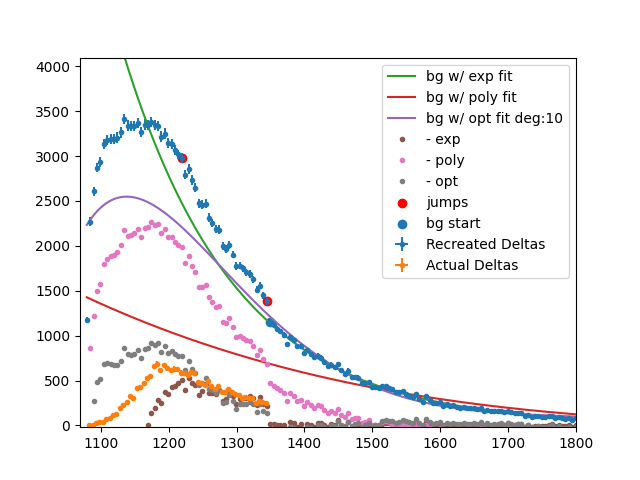 4000
3500
3000
2500
2000
1500
1000
500
0
1100 1200 1300 1400 1500 1600 1700 1800
bg w/ exp fit
bg w/ poly fit
bg w/ opt fit deg:10
- exp
- poly
- opt
jumps
bg start
Recreated Deltas
Actual Deltas